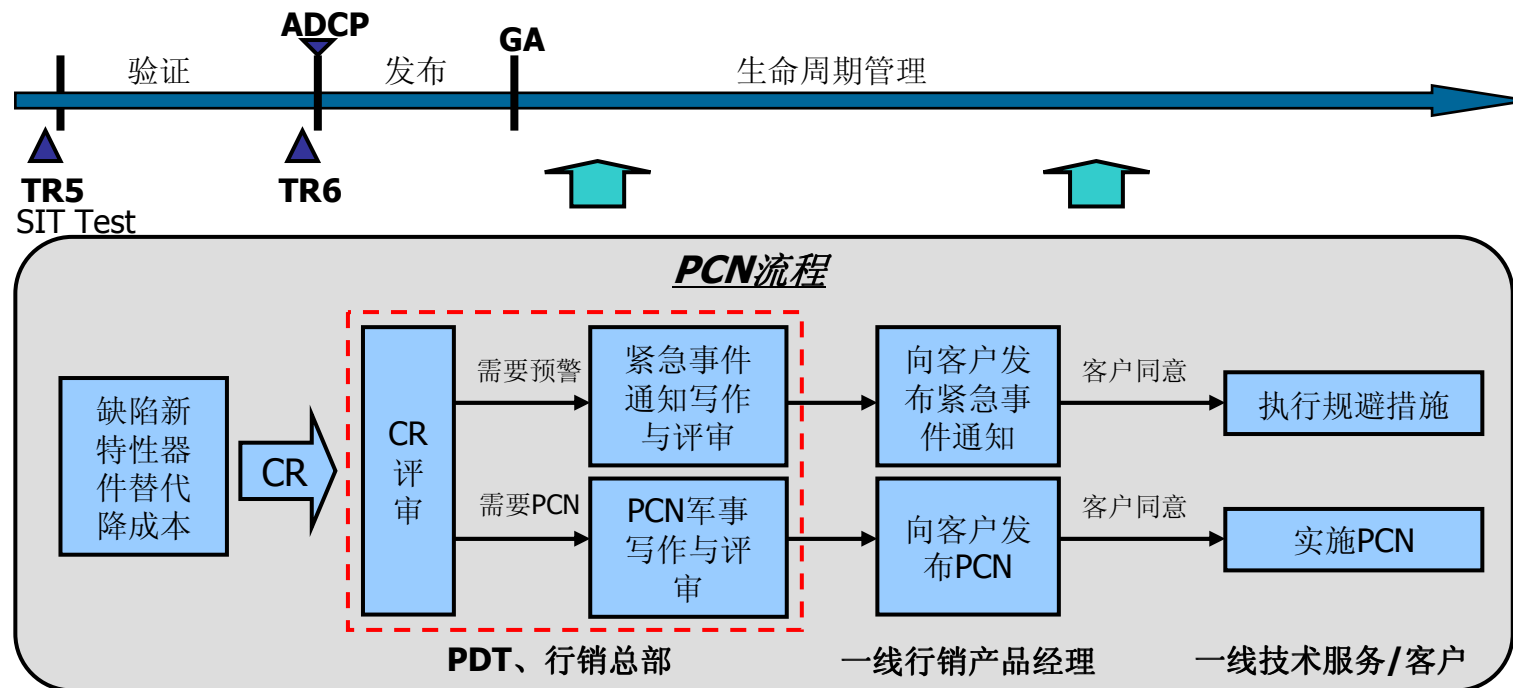 ADCP
GA
验证
发布
生命周期管理
TR5
SIT Test
TR6
PCN流程
缺陷新
特性器
件替代
降成本
CR
CR
评
审
需要预警
紧急事件
通知写作
与评审
向客户发
布紧急事
件通知
客户同意
执行规避措施
需要PCN
PCN军事
写作与评
审
向客户发
布PCN
客户同意
实施PCN
PDT、行销总部
一线行销产品经理
一线技术服务/客户